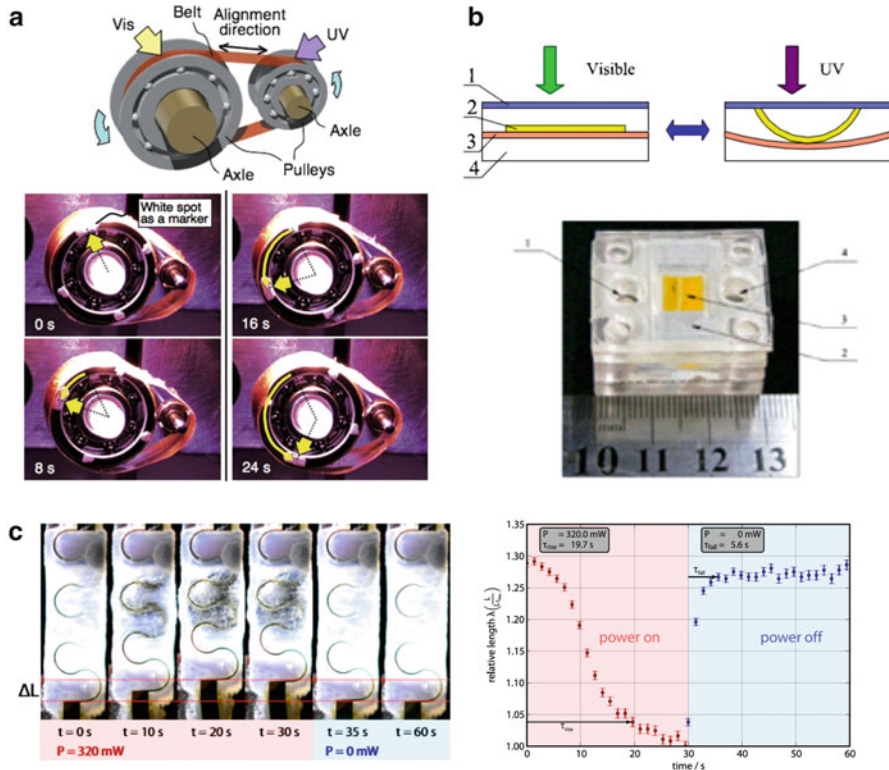 a
Vis
Belt
Alignment
direction
UV
Axle
Axle
Pulleys
White spot
as a marker
0 s
16 s
8 s
24 s
b
Visible
UV
1
2
3
4
1
4
3
2
10 11 12 13
c
ΔL
t = 0 s t = 10 s t = 20 s t = 30 s t = 35 s t = 60 s
P = 320 mW P = 0 mW
relative length λ
1.35
1.30
1.25
1.20
1.15
1.10
1.05
1.00
P = 320.0 mW
τrise = 19.7 s
P = 0 mW
τfall = 5.6 s
τfall
power on
power off
τrise
0 10 20 30 40 50 60
time / s